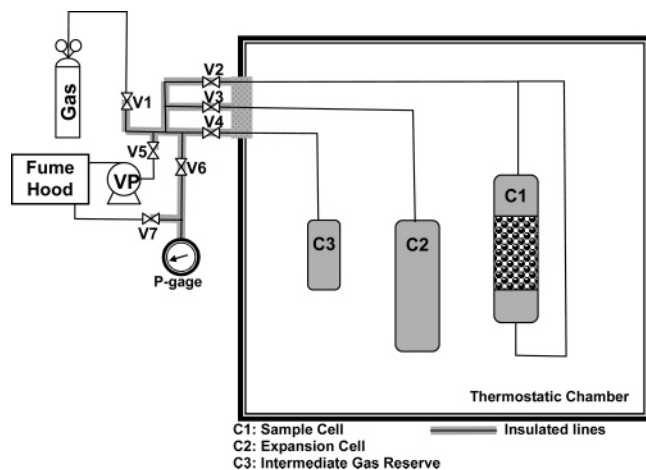 Gas
V1
V2
V3
V4
V5
V6
Fume
Hood
VP
V7
P-gage
C3
C2
C1
Thermostatic Chamber
C1: Sample Cell
Insulated lines
C2: Expansion Cell
C3: Intermediate Gas Reserve